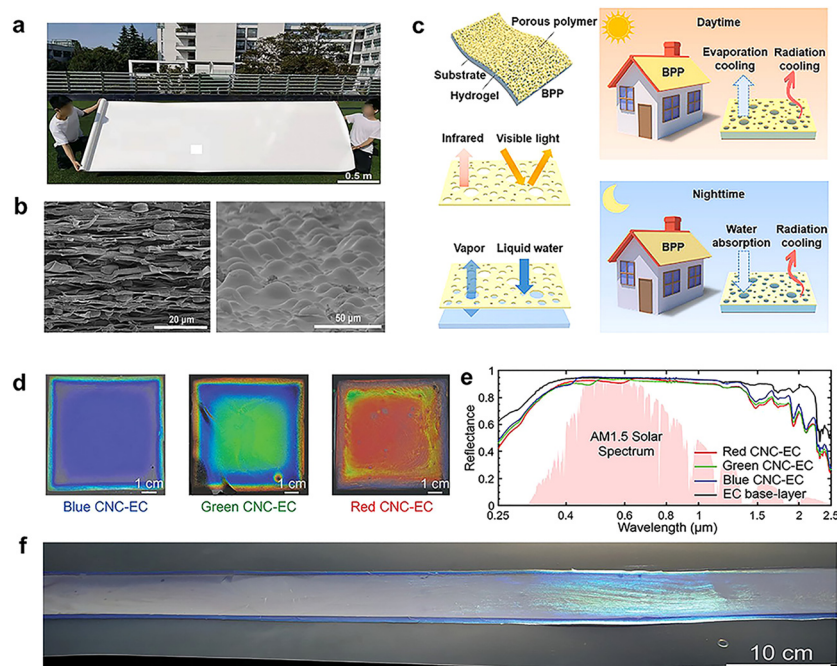 a
0.5 m
b
20 µm
50 µm
c
Porous polymer
Substrate
Hydrogel
BPP
Infrared
Visible light
Vapor
Liquid water
Daytime
Evaporation
cooling
Radiation
cooling
BPP
Nighttime
Water
absorption
Radiation
cooling
BPP
d
1 cm
1 cm
1 cm
Blue CNC-EC
Green CNC-EC
Red CNC-EC
e
Reflectance
1
0.8
0.6
0.4
0.2
0
AM1.5 Solar
Spectrum
Red CNC-EC
Green CNC-EC
Blue CNC-EC
EC base-layer
0.25
0.4
0.6
1
1.5
2
2.5
Wavelength (µm)
f
10 cm